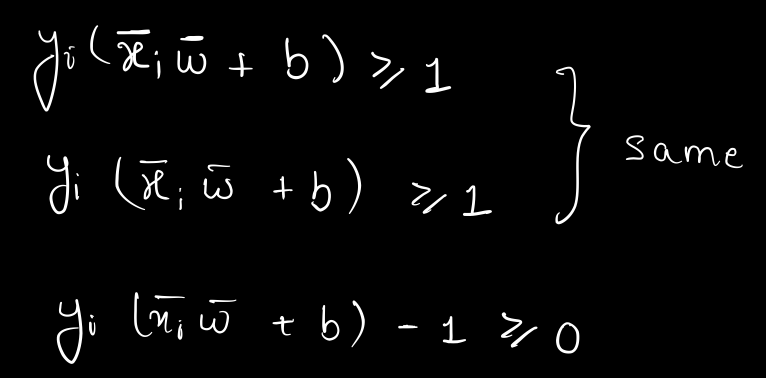 yᵢ(x̄ᵢ w̄ + b) ⩾ 1
yᵢ (x̄ᵢ w̄ + b) ⩾ 1
} same
yᵢ (x̄ᵢ w̄ + b) - 1 ⩾ 0